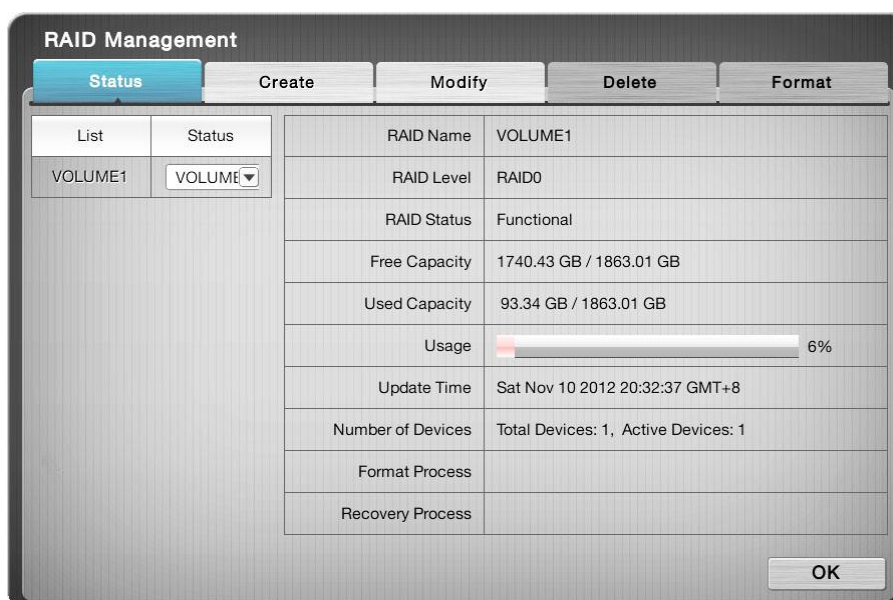 RAID Management
Status Create Modify Delete Format
List Status
VOLUME1 VOLUME
RAID Name VOLUME1
RAID Level RAID0
RAID Status Functional
Free Capacity 1740.43 GB / 1863.01 GB
Used Capacity 93.34 GB / 1863.01 GB
Usage 6%
Update Time Sat Nov 10 2012 20:32:37 GMT+8
Number of Devices Total Devices: 1, Active Devices: 1
Format Process
Recovery Process
OK